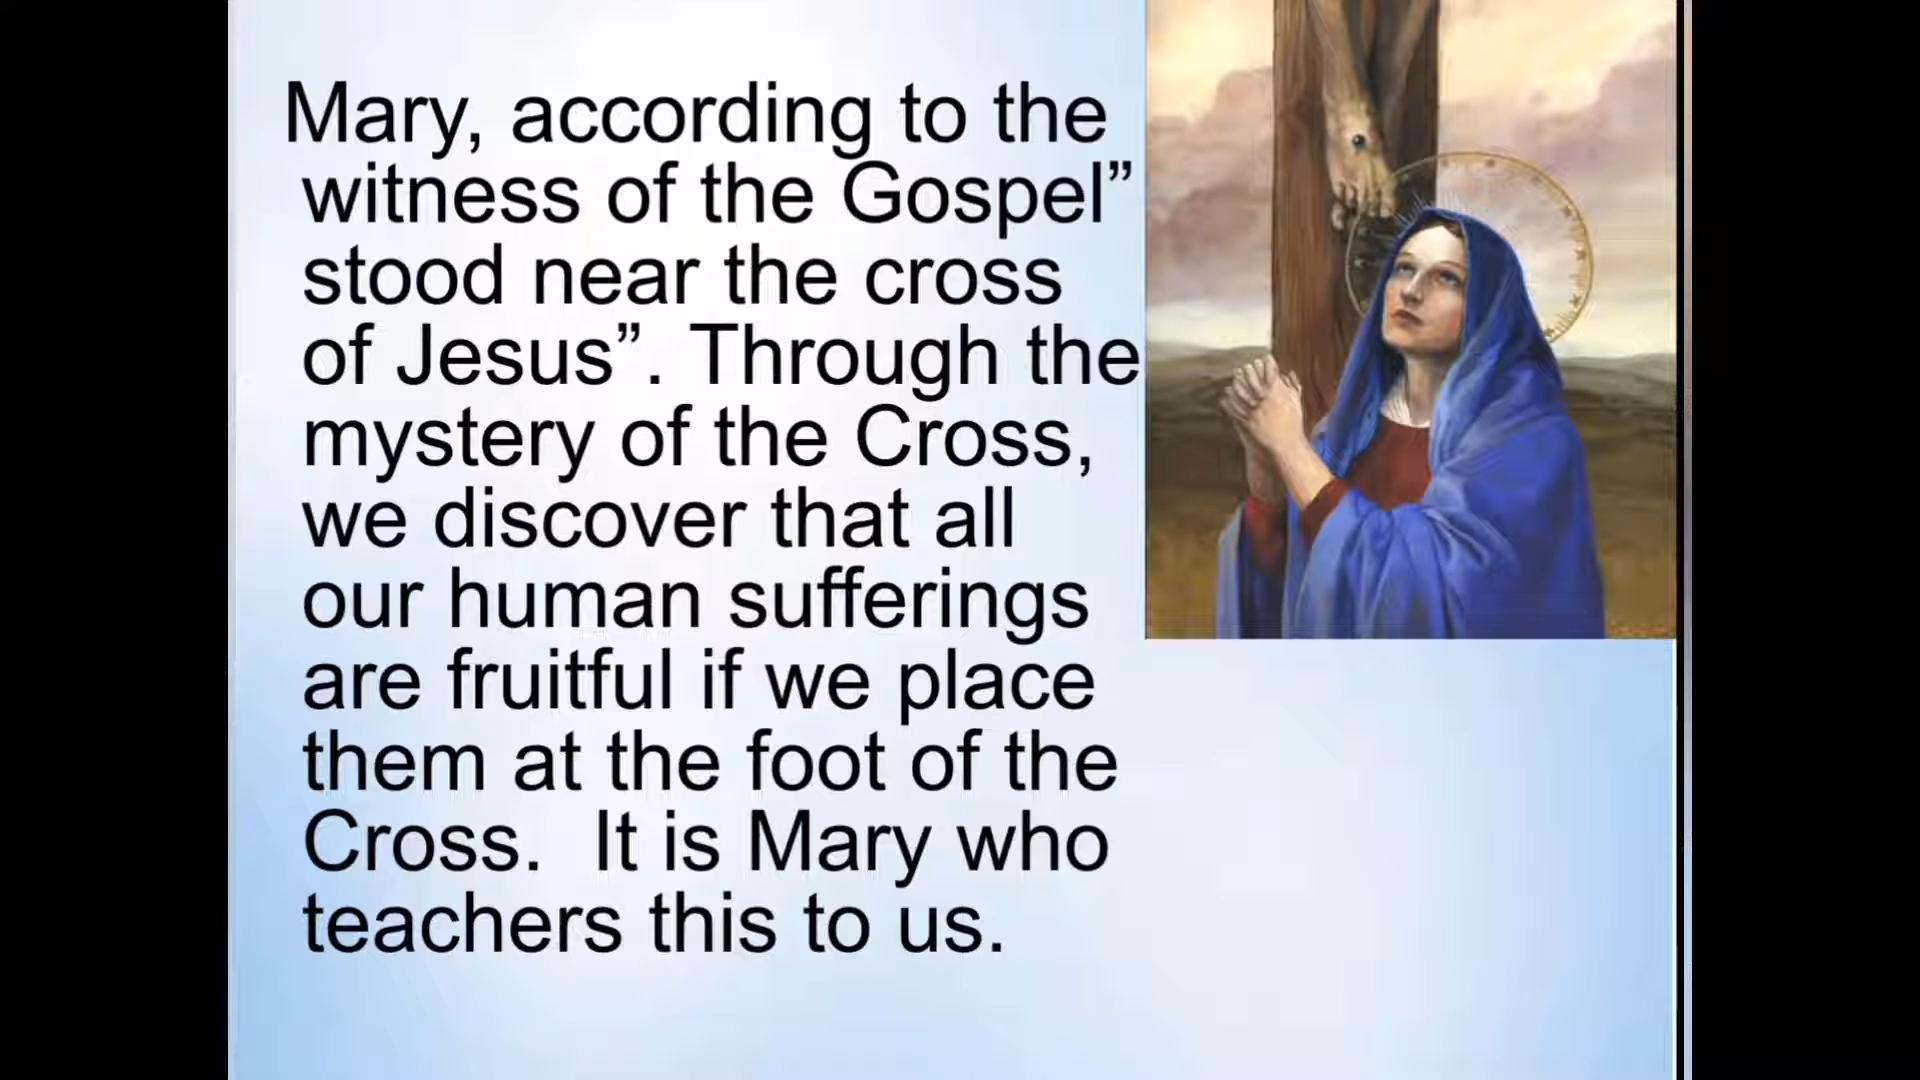 Mary, according to the
witness of the Gospel”
stood near the cross
of Jesus”. Through the
mystery of the Cross,
we discover that all
our human sufferings
are fruitful if we place
them at the foot of the
Cross.  It is Mary who
teachers this to us.